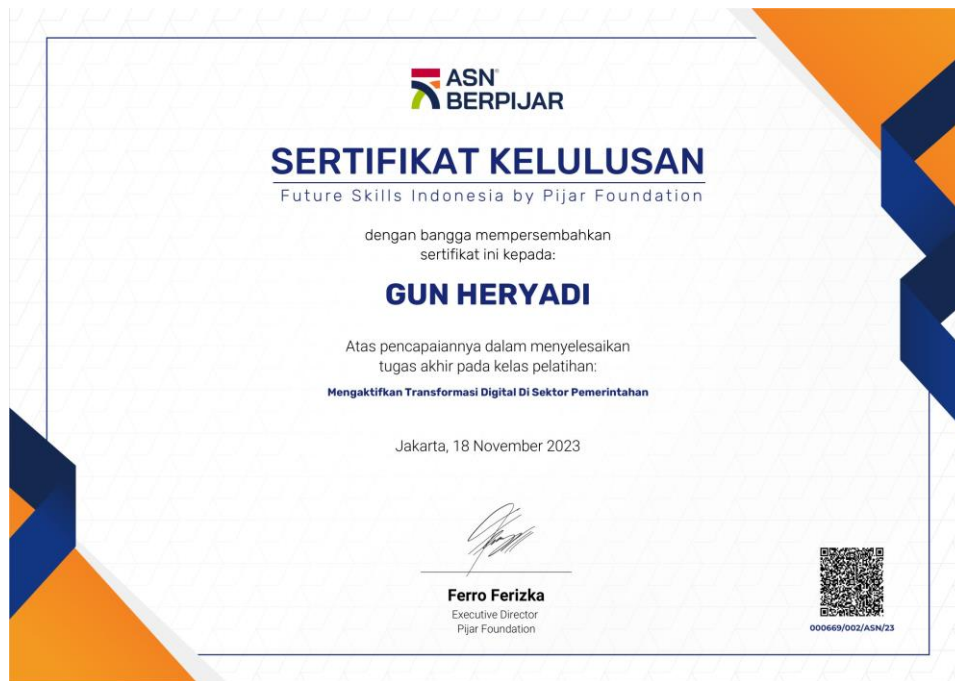 ASN
BERPIJAR
SERTIFIKAT KELULUSAN
Future Skills Indonesia by Pijar Foundation
dengan bangga mempersembahkan
sertifikat ini kepada:
GUN HERYADI
Atas pencapaiannya dalam menyelesaikan
tugas akhir pada kelas pelatihan:
Mengaktifkan Transformasi Digital Di Sektor Pemerintahan
Jakarta, 18 November 2023
Ferro Ferizka
Executive Director
Pijar Foundation
000669/002/ASN/23